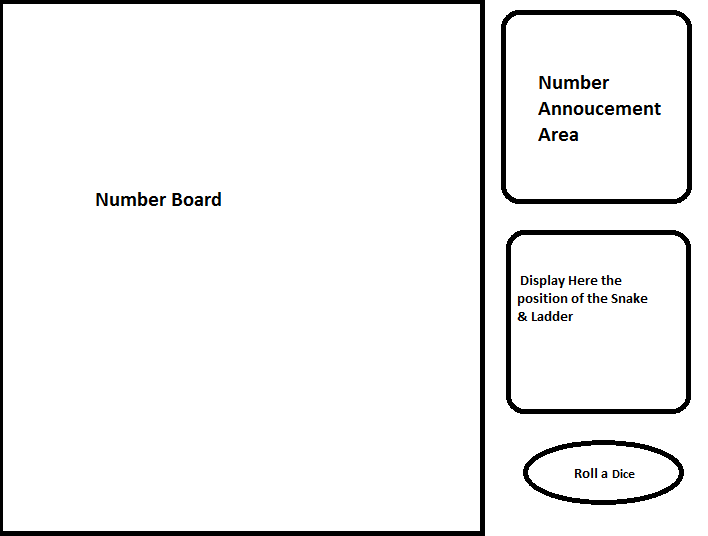 Number Board
Number
Annoucement
Area
Display Here the
position of the Snake
& Ladder
Roll a Dice